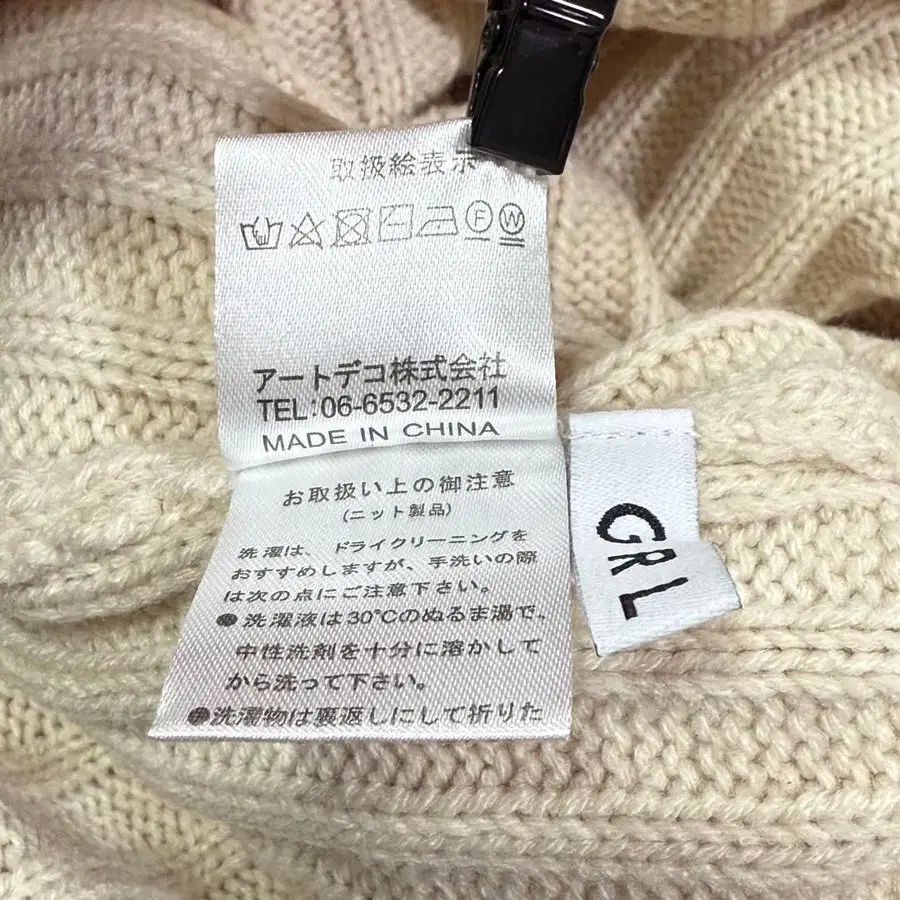 取扱絵表示
F W
アートデコ株式会社
TEL:06-6532-2211
MADE IN CHINA
お取扱い上の御注意
(ニット製品)
洗濯は、ドライクリーニングを
おすすめしますが、手洗いの際
は次の点にご注意下さい。
●洗濯液は30℃のぬるま湯で、
中性洗剤を十分に溶かして
から洗って下さい。
●洗濯物は裏返しにして折りた
GRL